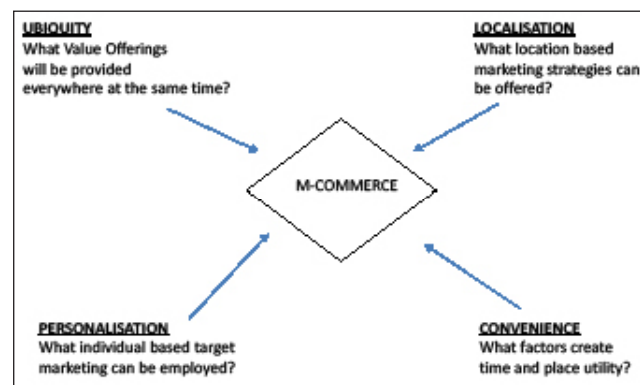 UBIQUITY
What Value Offerings
will be provided
everywhere at the same time?
LOCALISATION
What location based
marketing strategies can
be offered?
M-COMMERCE
PERSONALISATION
What individual based target
marketing can be employed?
CONVENIENCE
What factors create
time and place utility?